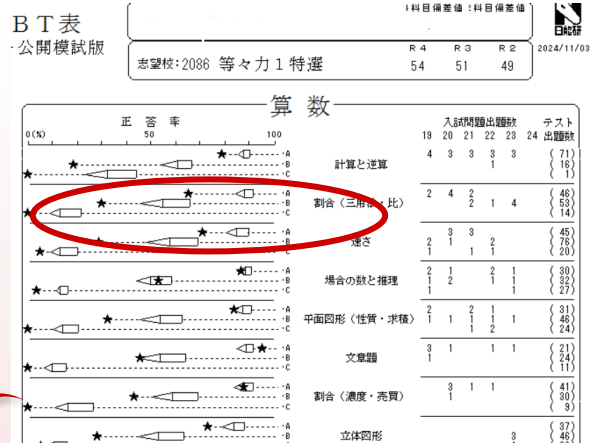 4科目偏差値 2科目偏差値
BT表
公開模試版
日能研
2024/11/03
志望校:2086 等々力1特選
R4 R3 R2
54 51 49
算数
正答率
0(%) 50 100
入試問題出題数
19 20 21 22 23 24
テスト出題数
A 4 3 3 3 3 (71)
B 計算と逆算 1 (16)
C (1)
A 2 4 2 (46)
B 割合(三用法・比) 2 1 4 (53)
C (14)
A 3 3 (45)
B 速さ 2 1 2 (76)
C 1 1 1 (20)
A 2 1 2 1 (30)
B 場合の数と推理 1 2 1 1 (32)
C 1 1 1 (27)
A 2 2 1 (31)
B 平面図形(性質・求積) 1 1 1 1 1 (46)
C 1 2 (24)
A 3 1 1 1 (21)
B 文章題 1 (24)
C (11)
A 3 1 1 (41)
B 割合(濃度・売買) 1 (30)
C (9)
A (37)
B 立体図形 3 (46)